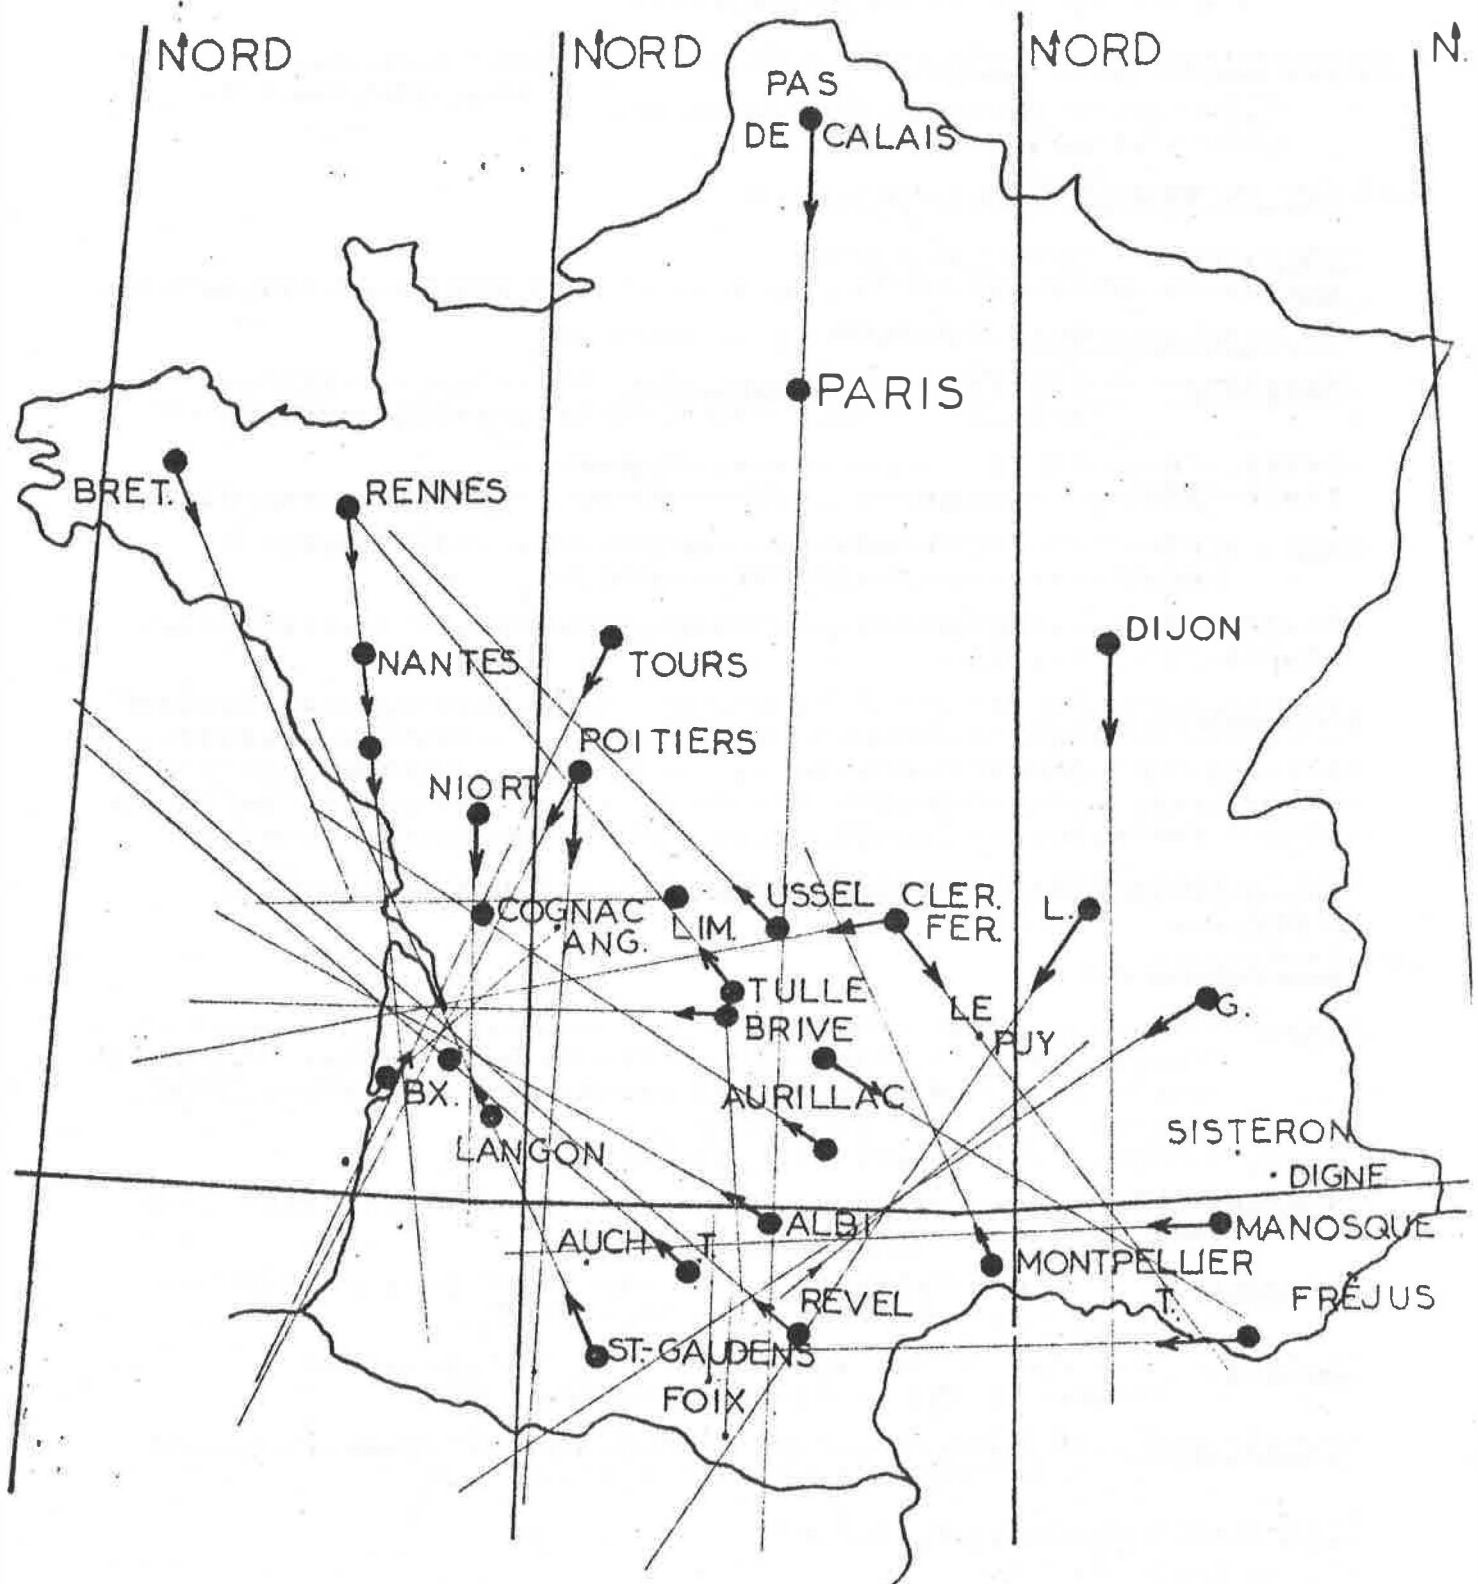 NORD
NORD
NORD
N.
PAS
DE CALAIS
PARIS
BRET.
RENNES
DIJON
NANTES
TOURS
POITIERS
NIORT
USSEL
CLER.
FER.
L.
COGNAC
ANG.
LIM.
TULLE
BRIVE
LE
PUY
G.
BX.
AURILLAC
LANGON
SISTERON
DIGNE
ALBI
MANOSQUE
AUCH
T.
MONTPELLIER
REVEL
T.
FREJUS
ST.-GAUDENS
FOIX